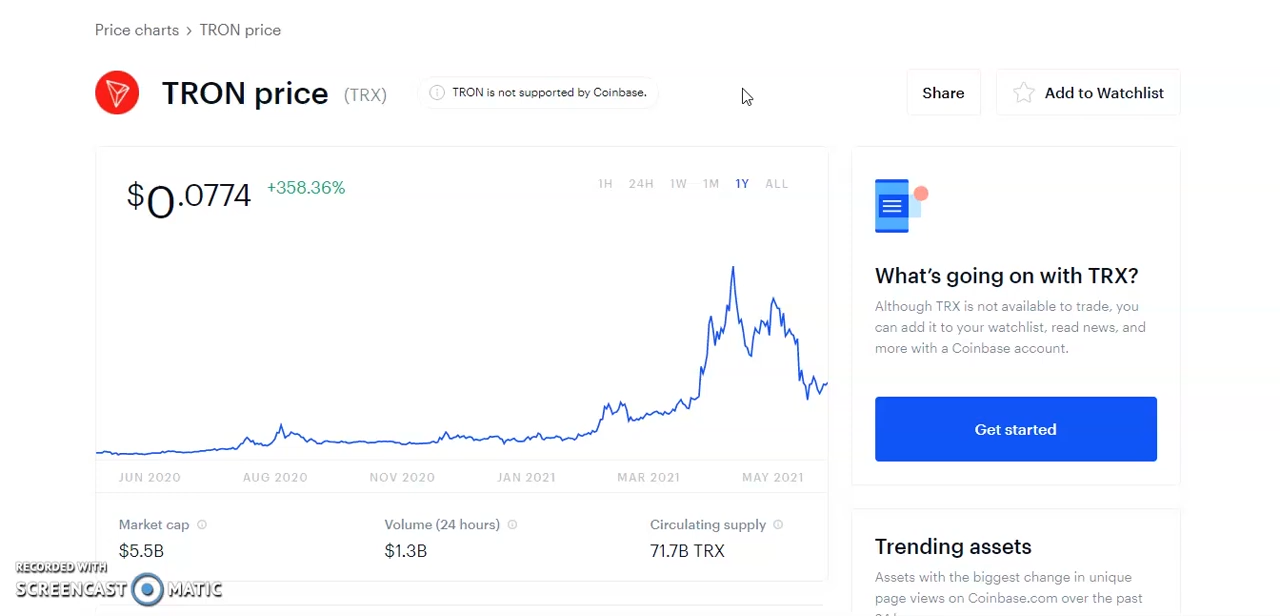 Price charts › TRON price
TRON price (TRX)
TRON is not supported by Coinbase.
Share
Add to Watchlist
$0.0774 +358.36%
1H 24H 1W 1M 1Y ALL
JUN 2020 AUG 2020 NOV 2020 JAN 2021 MAR 2021 MAY 2021
Market cap
$5.5B
Volume (24 hours)
$1.3B
Circulating supply
71.7B TRX
What's going on with TRX?
Although TRX is not available to trade, you
can add it to your watchlist, read news, and
more with a Coinbase account.
Get started
Trending assets
Assets with the biggest change in unique
page views on Coinbase.com over the past
RECORDED WITH
SCREENCAST MATIC